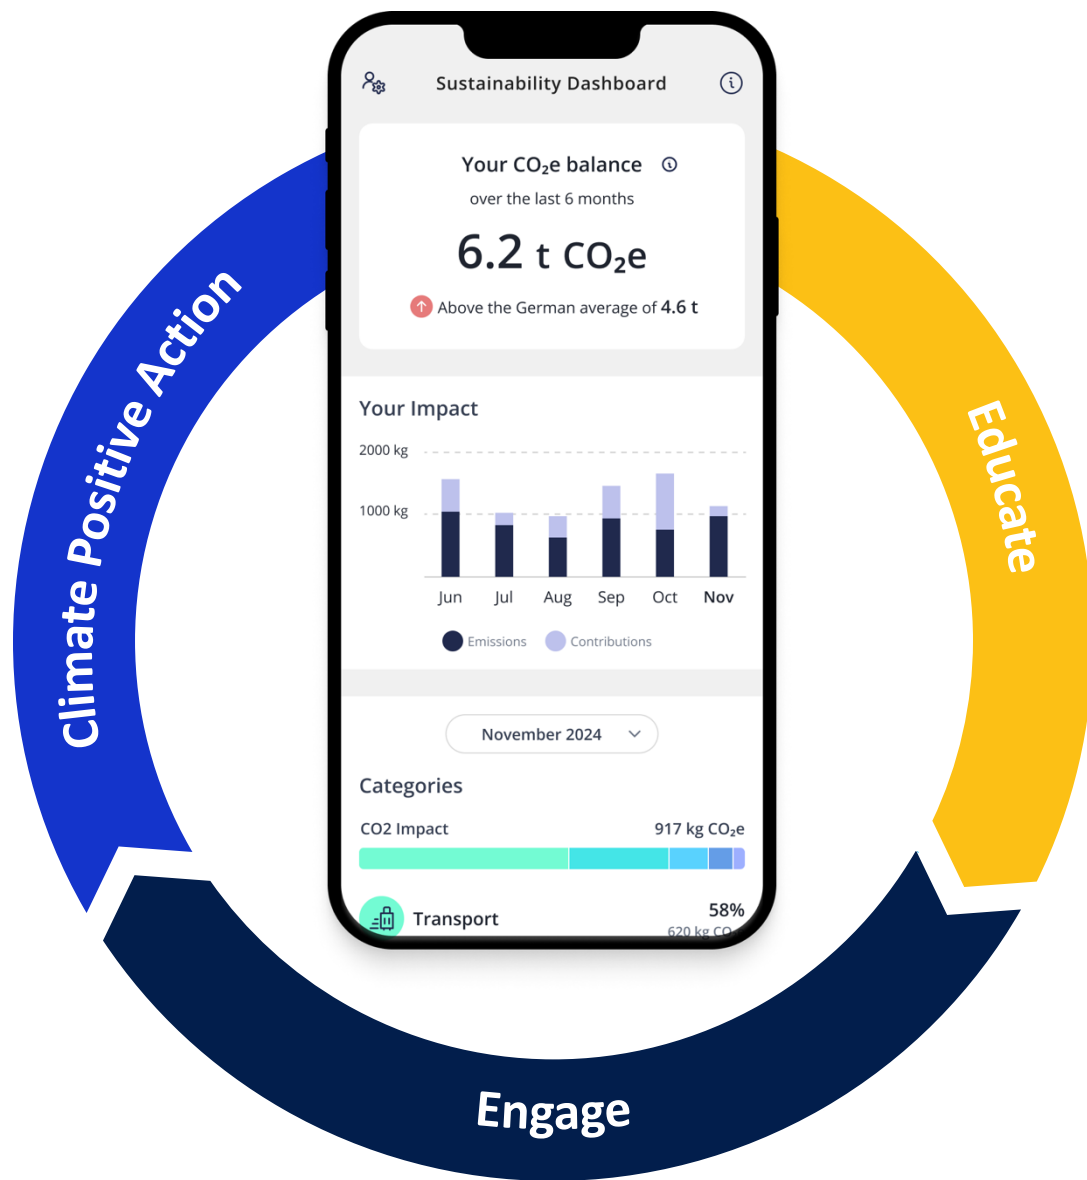 Sustainability Dashboard
Your CO₂e balance
over the last 6 months
6.2 t CO₂e
Above the German average of 4.6 t
Your Impact
2000 kg
1000 kg
Jun Jul Aug Sep Oct Nov
Emissions Contributions
November 2024
Categories
CO2 Impact 917 kg CO₂e
Transport 58%
620 kg
Climate Positive Action
Educate
Engage